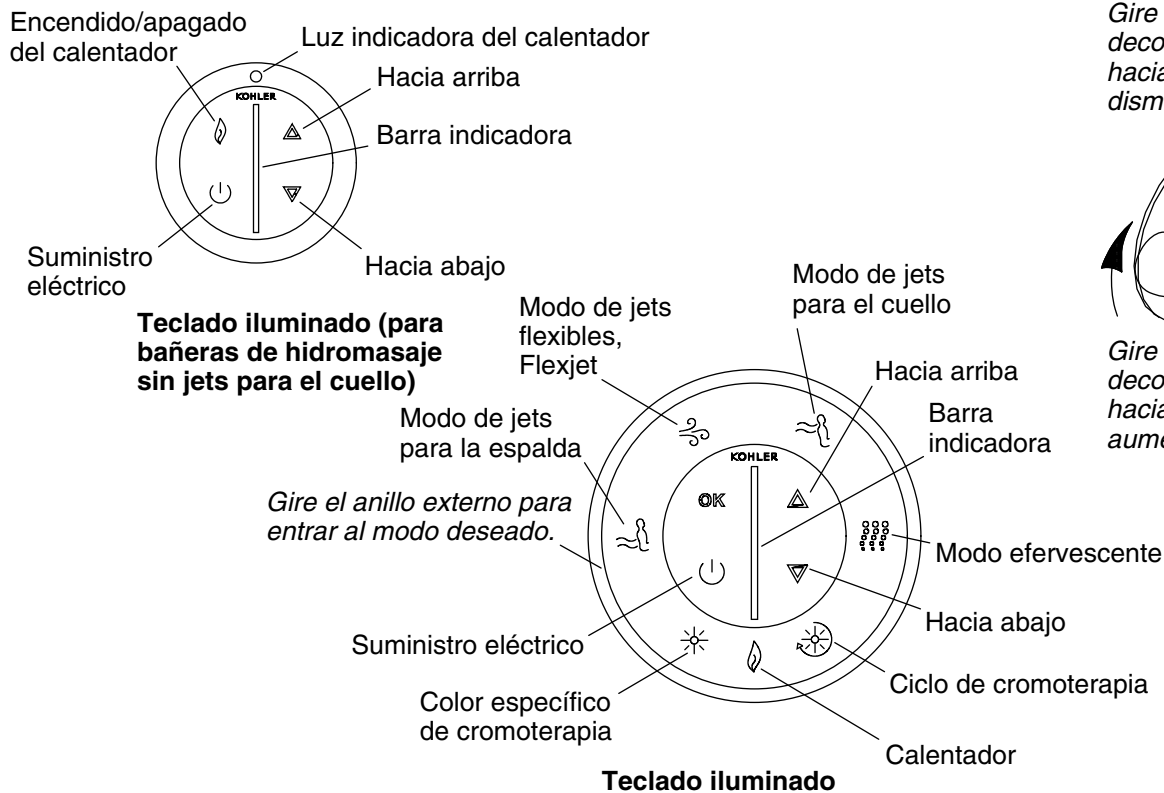 Encendido/apagado
del calentador
Luz indicadora del calentador
Hacia arriba
KOHLER
Barra indicadora
Suministro
eléctrico
Hacia abajo
Teclado iluminado (para
bañeras de hidromasaje
sin jets para el cuello)
Modo de jets
flexibles,
Flexjet
Modo de jets
para el cuello
Hacia arriba
Modo de jets
para la espalda
Barra
indicadora
KOHLER
OK
Gire el anillo externo para
entrar al modo deseado.
Modo efervescente
Hacia abajo
Suministro eléctrico
Ciclo de cromoterapia
Color específico
de cromoterapia
Calentador
Teclado iluminado
Gire
deco
hacia
dism
Gire
deco
hacia
aume